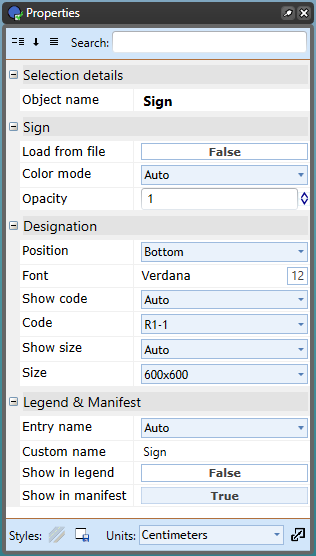 Properties
Search:
Selection details
Object name Sign
Sign
Load from file False
Color mode Auto
Opacity 1
Designation
Position Bottom
Font Verdana 12
Show code Auto
Code R1-1
Show size Auto
Size 600x600
Legend & Manifest
Entry name Auto
Custom name Sign
Show in legend False
Show in manifest True
Styles: Units: Centimeters